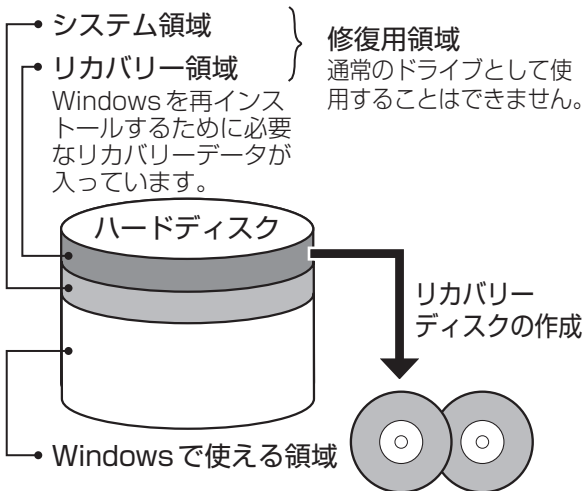 システム領域
リカバリー領域
Windowsを再インス
トールするために必要
なリカバリーデータが
入っています。
修復用領域
通常のドライブとして使
用することはできません。
ハードディスク
リカバリー
ディスクの作成
Windowsで使える領域